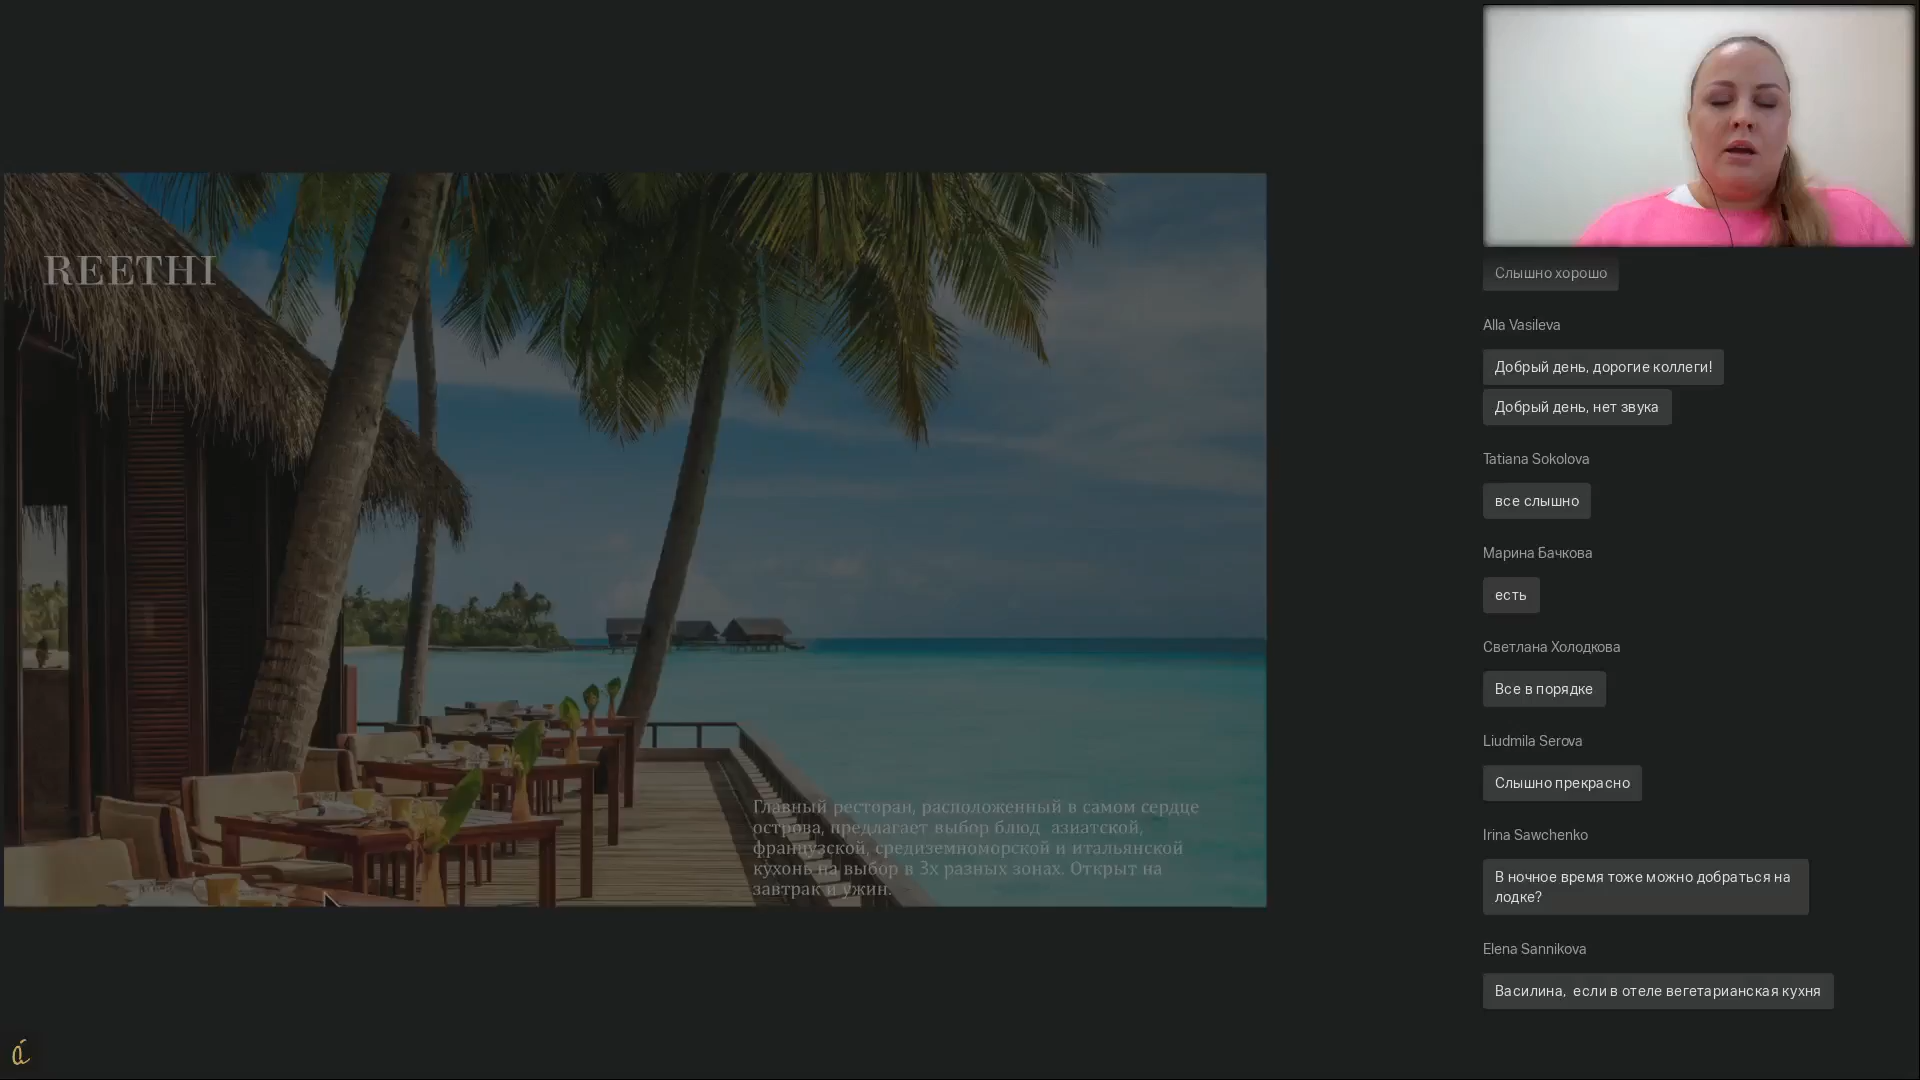 REETHI
Главный ресторан, расположенный в самом сердце
острова, предлагает выбор блюд азиатской,
французской, средиземноморской и итальянской
кухонь на выбор в 3х разных зонах. Открыт на
завтрак и ужин.
Слышно хорошо
Alla Vasileva
Добрый день, дорогие коллеги!
Добрый день, нет звука
Tatiana Sokolova
все слышно
Марина Бачкова
есть
Светлана Холодкова
Все в порядке
Liudmila Serova
Слышно прекрасно
Irina Sawchenko
В ночное время тоже можно добраться на
лодке?
Elena Sannikova
Василина, если в отеле вегетарианская кухня
á